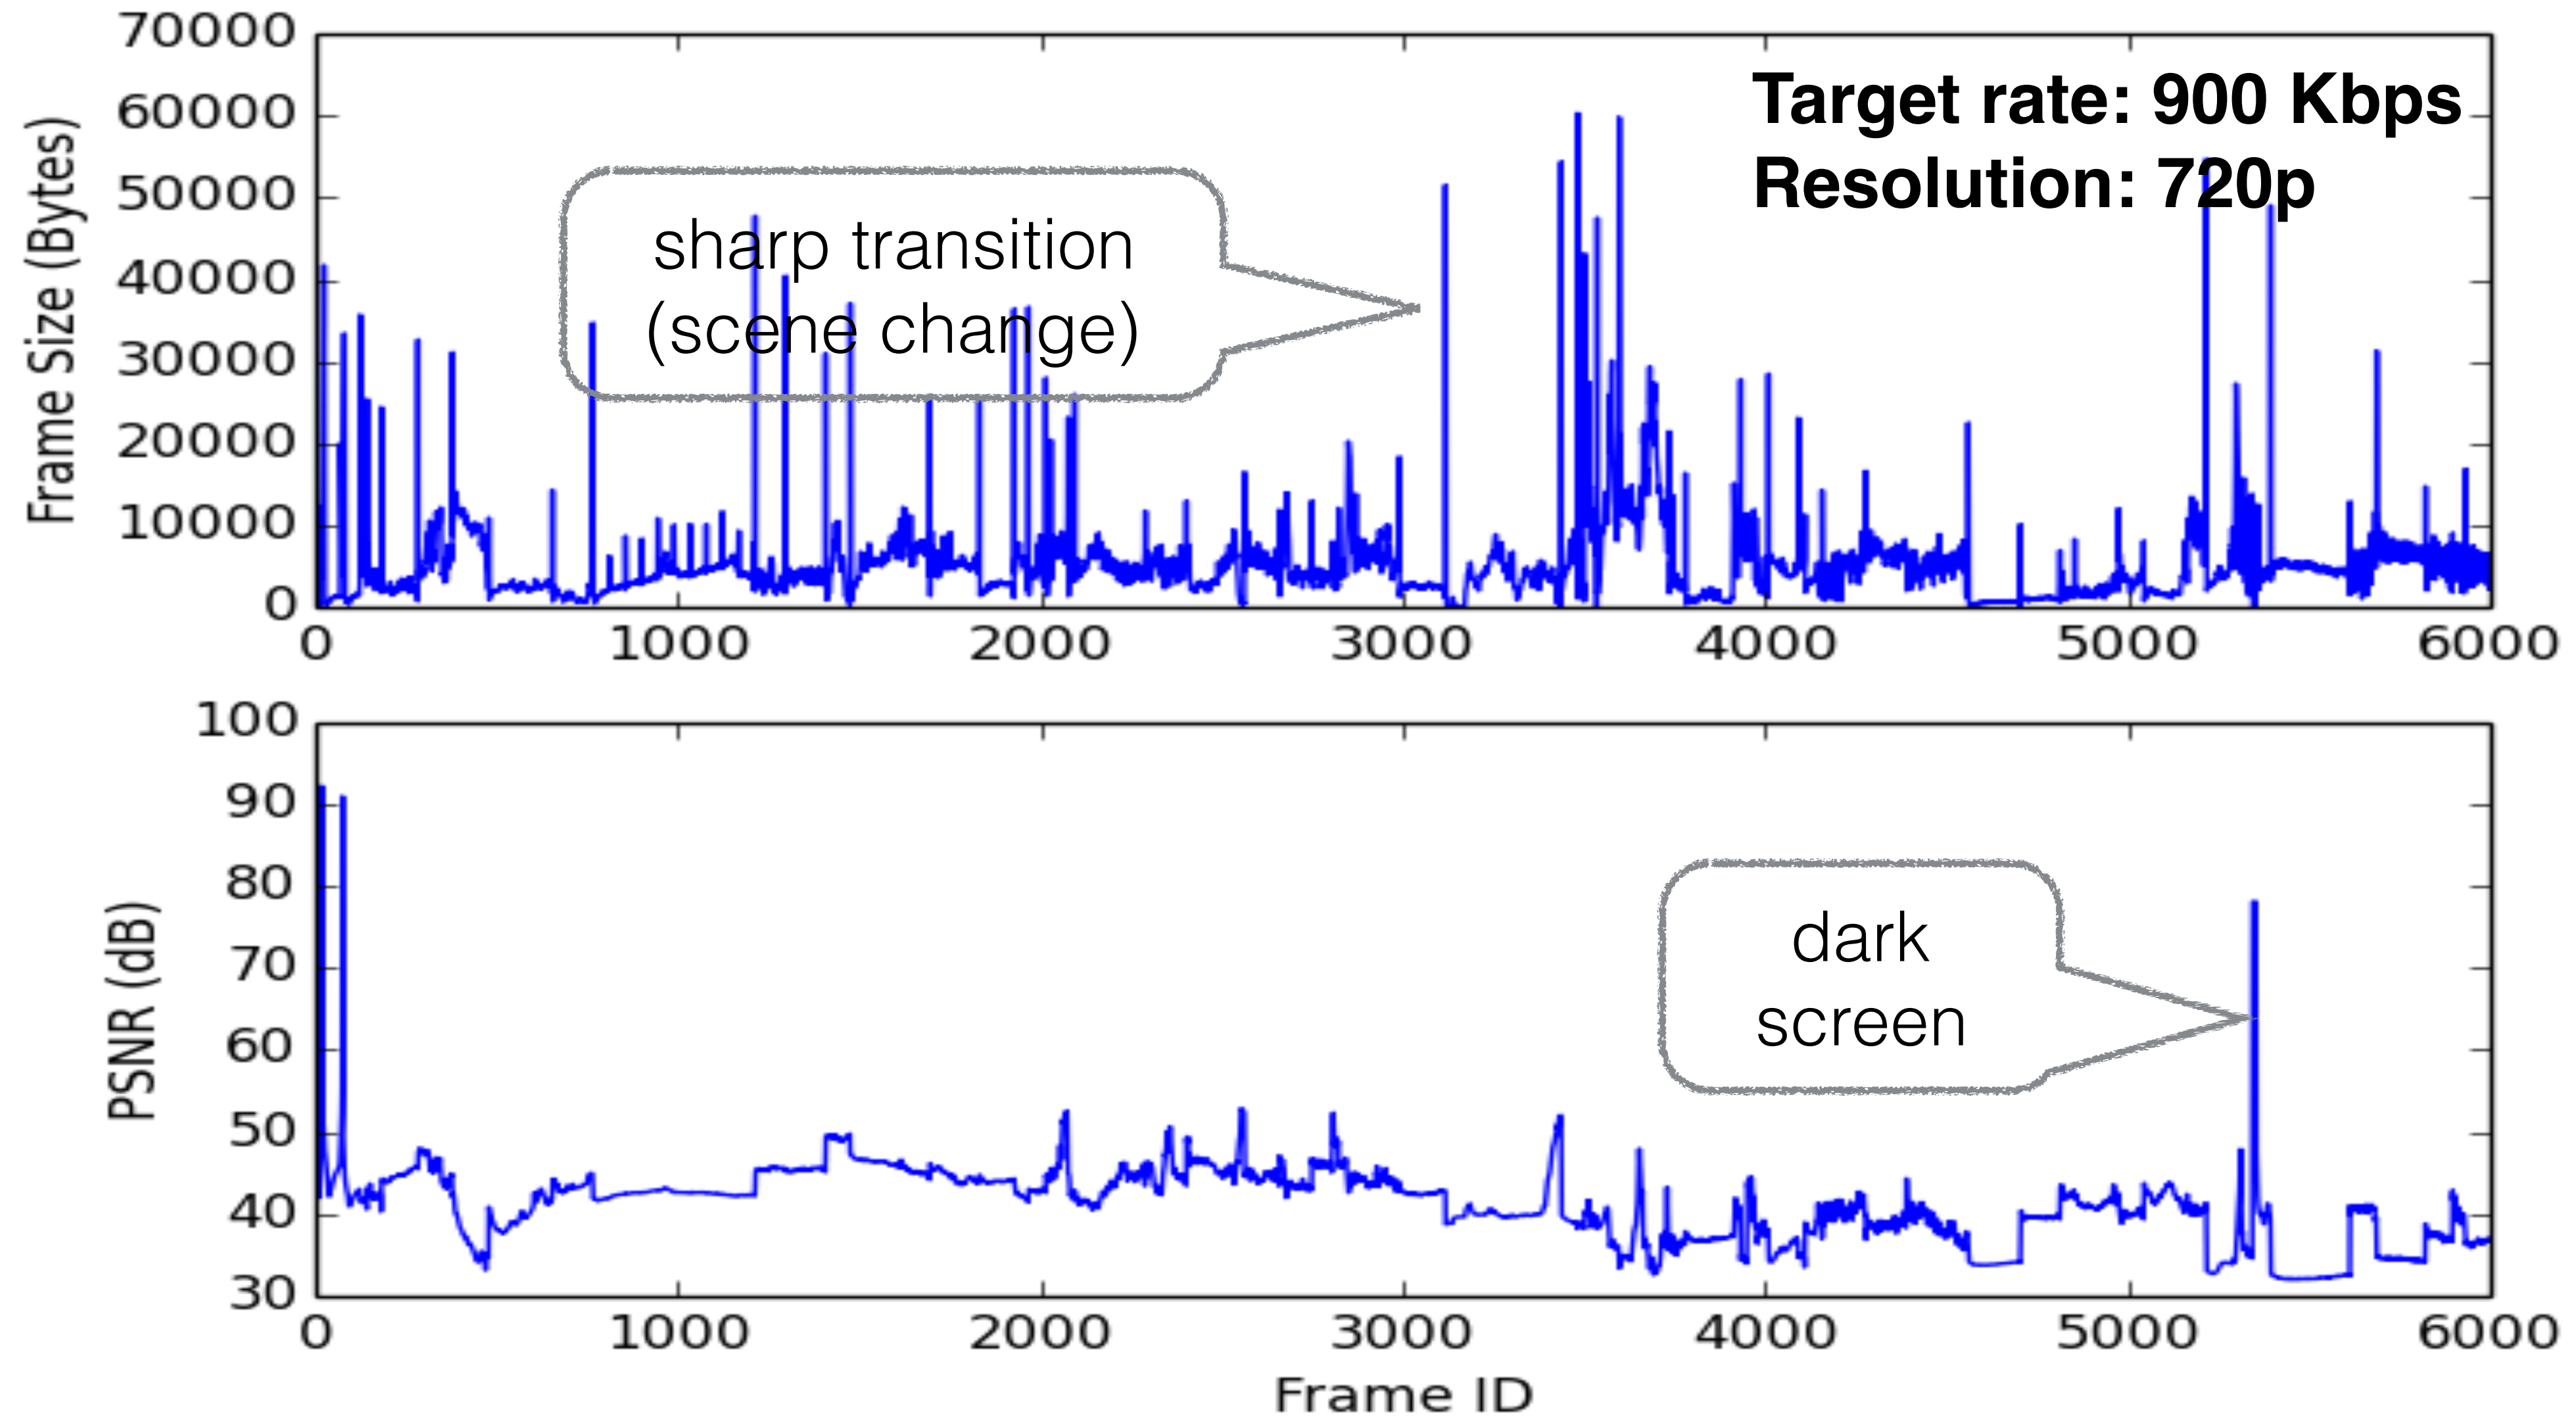 70000
60000
50000
40000
30000
20000
10000
0
Frame Size (Bytes)
Target rate: 900 Kbps
Resolution: 720p
sharp transition
(scene change)
0 1000 2000 3000 4000 5000 6000
100
90
80
70
60
50
40
30
PSNR (dB)
dark
screen
0 1000 2000 3000 4000 5000 6000
Frame ID